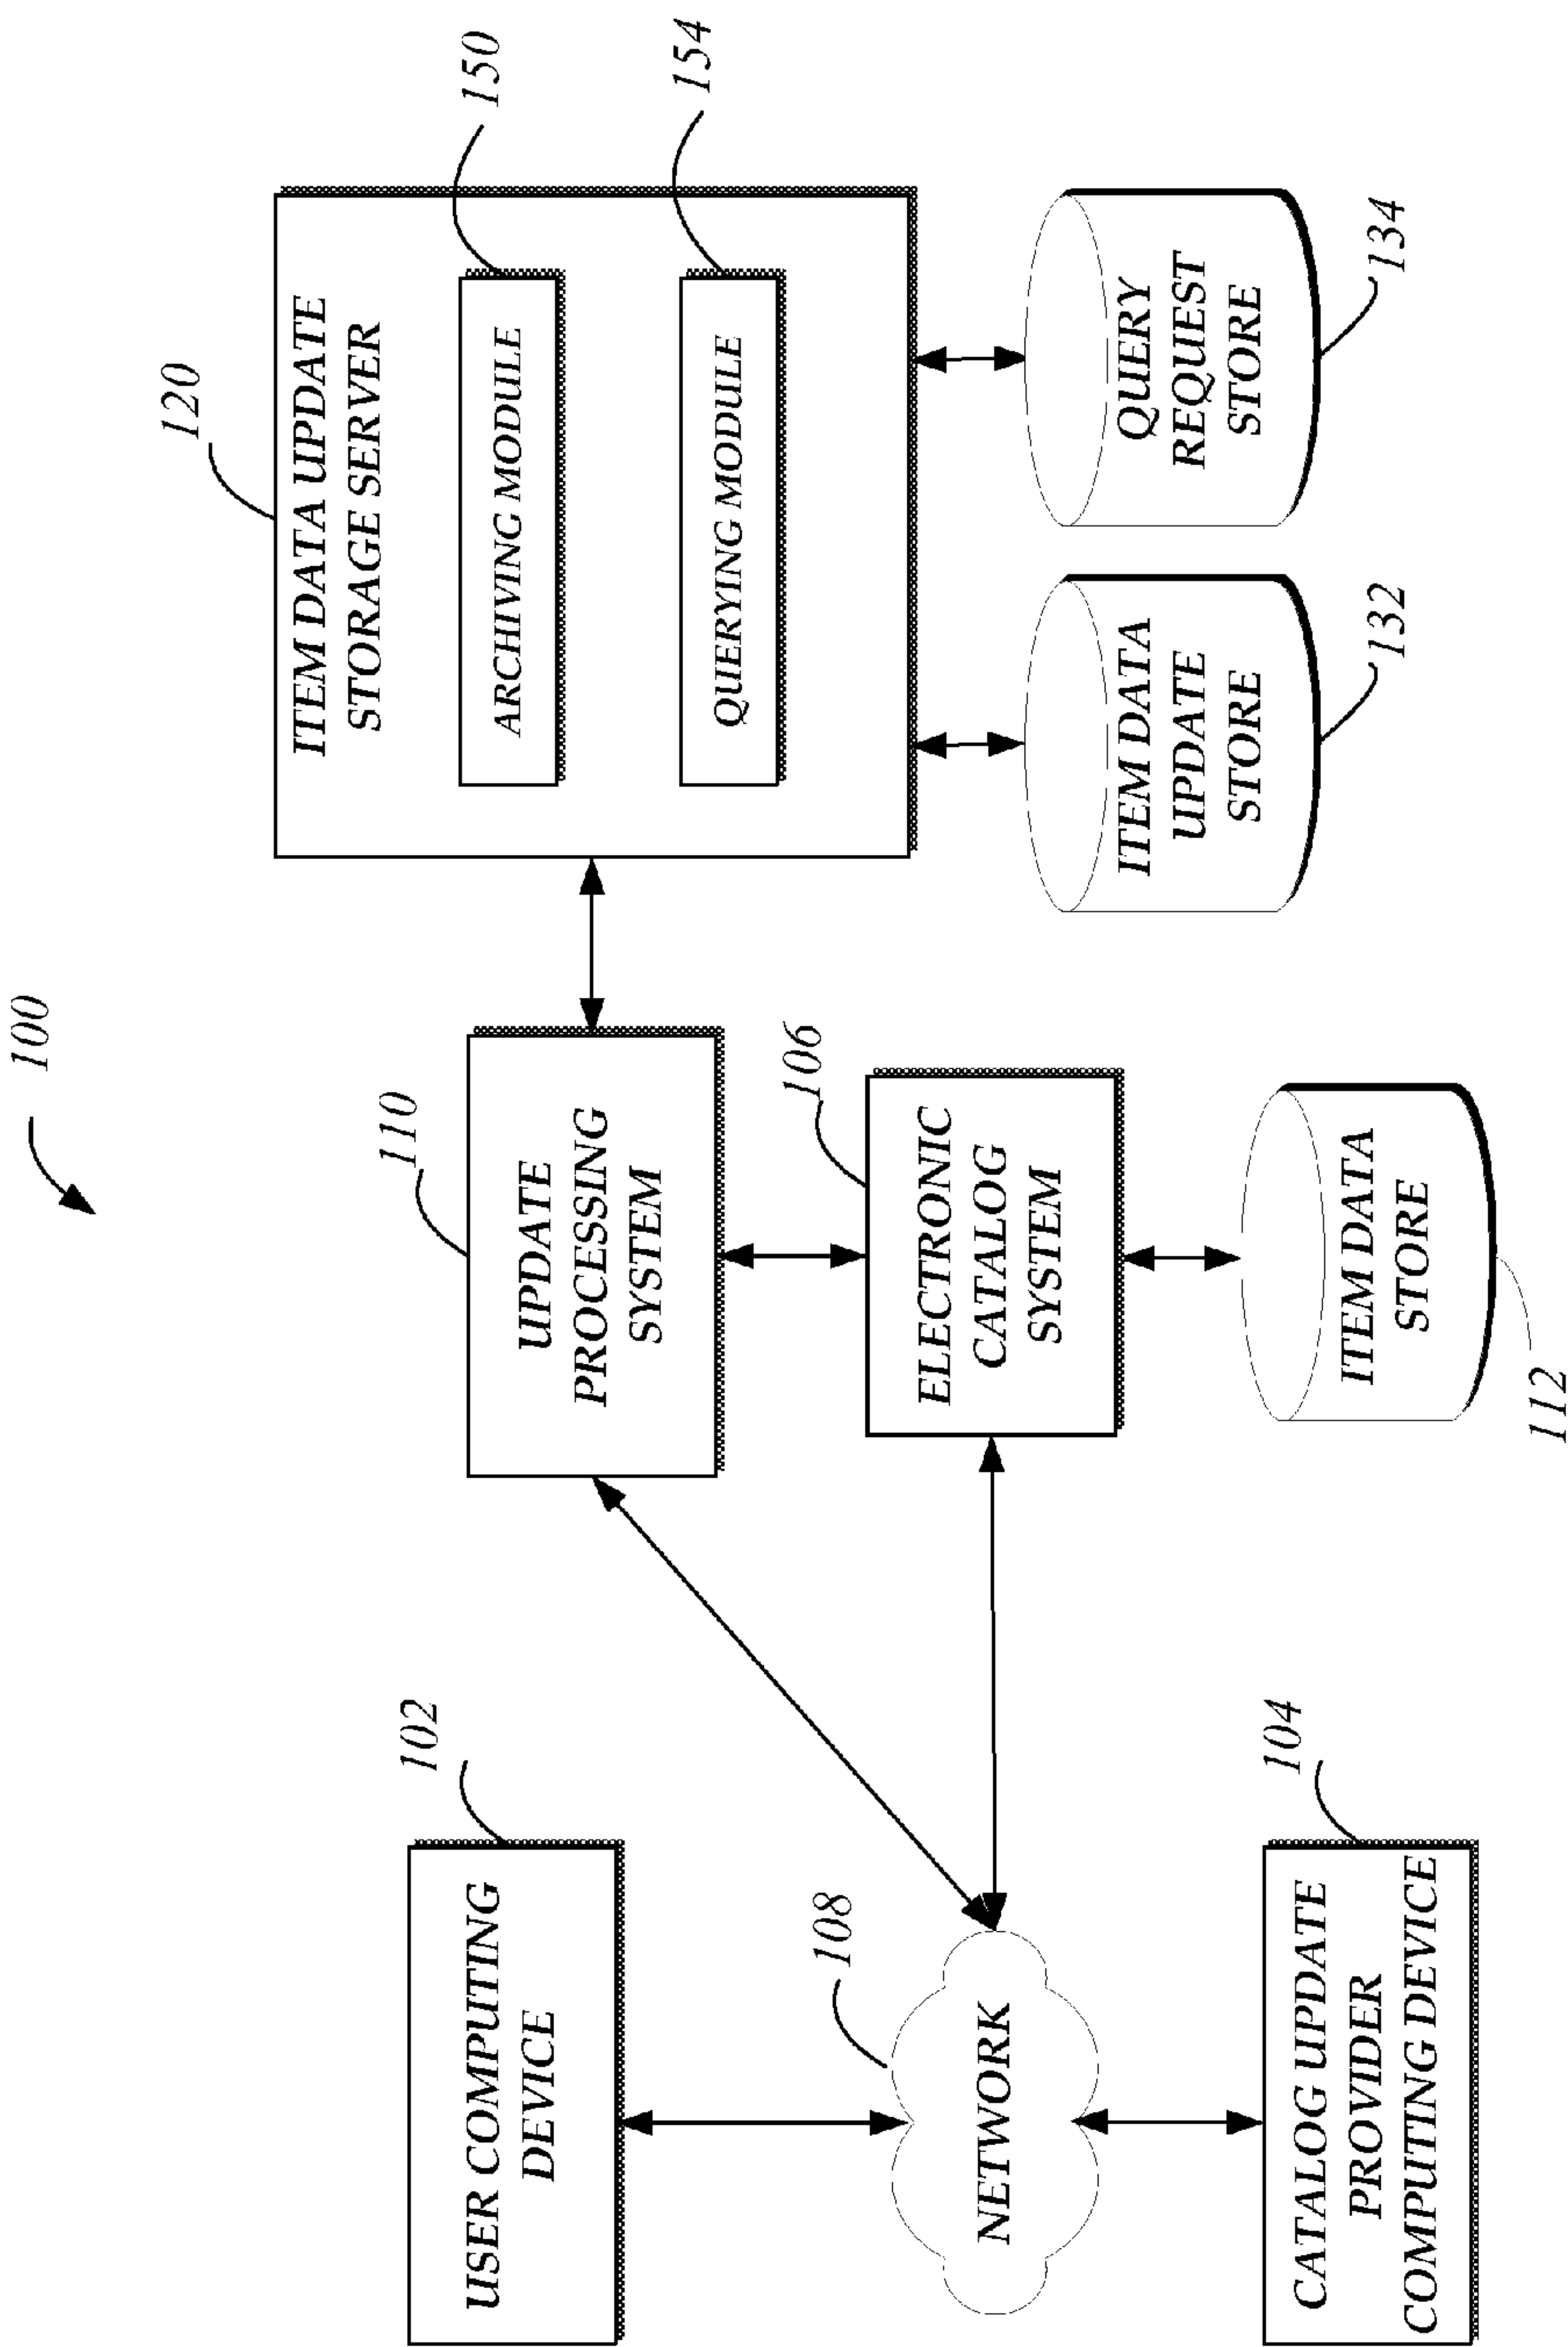 100
102
USER COMPUTING
DEVICE
108
NETWORK
104
CATALOG UPDATE
PROVIDER
COMPUTING DEVICE
110
UPDATE
PROCESSING
SYSTEM
106
ELECTRONIC
CATALOG
SYSTEM
ITEM DATA
STORE
112
120
ITEM DATA UPDATE
STORAGE SERVER
150
ARCHIVING MODULE
154
QUERYING MODULE
ITEM DATA
UPDATE
STORE
132
QUERY
REQUEST
STORE
134